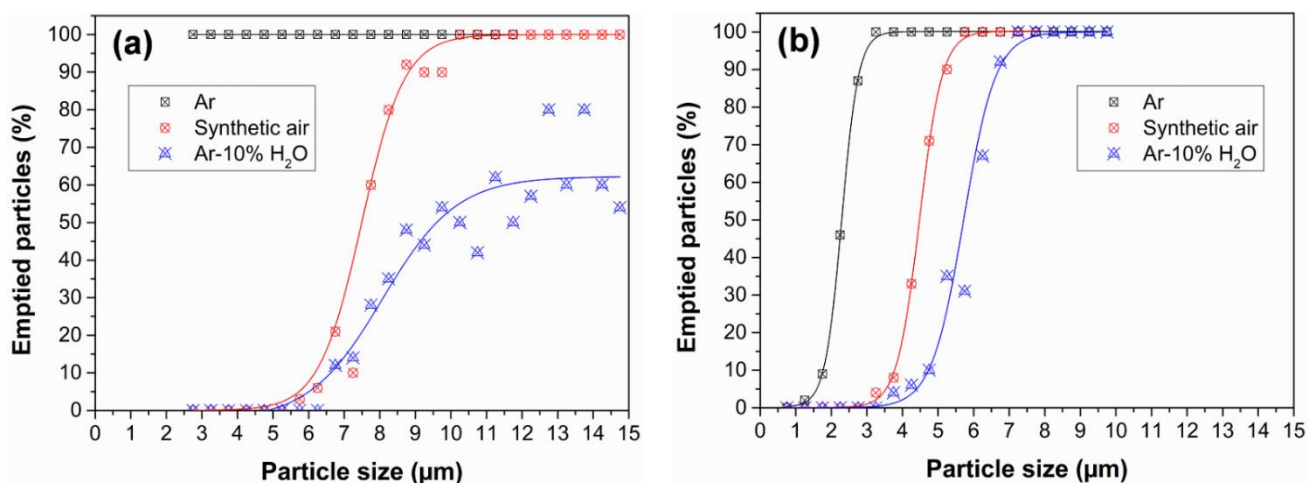 (a)
Emptied particles (%)
100
90
80
70
60
50
40
30
20
10
0
Ar
Synthetic air
Ar-10% H₂O
0 1 2 3 4 5 6 7 8 9 10 11 12 13 14 15
Particle size (µm)
(b)
Emptied particles (%)
100
90
80
70
60
50
40
30
20
10
0
Ar
Synthetic air
Ar-10% H₂O
0 1 2 3 4 5 6 7 8 9 10 11 12 13 14 15
Particle size (µm)